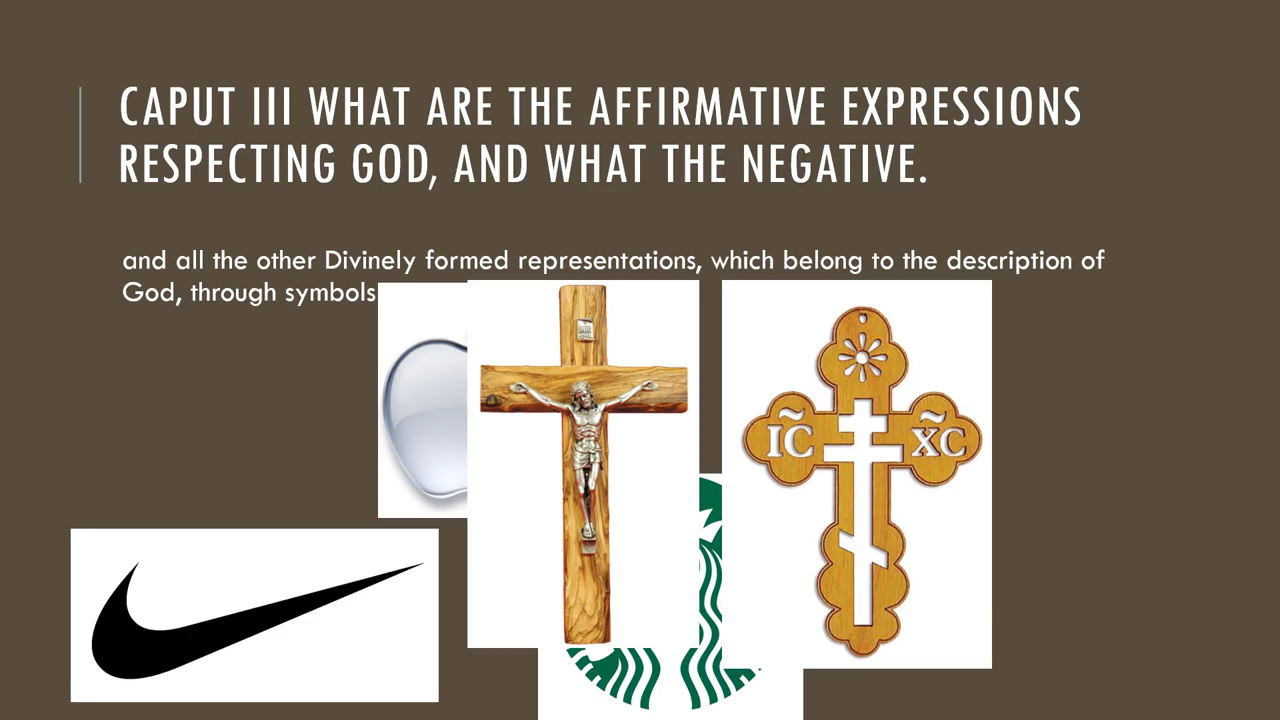 CAPUT III WHAT ARE THE AFFIRMATIVE EXPRESSIONS
RESPECTING GOD, AND WHAT THE NEGATIVE.
and all the other Divinely formed representations, which belong to the description of
God, through symbols
IC XC